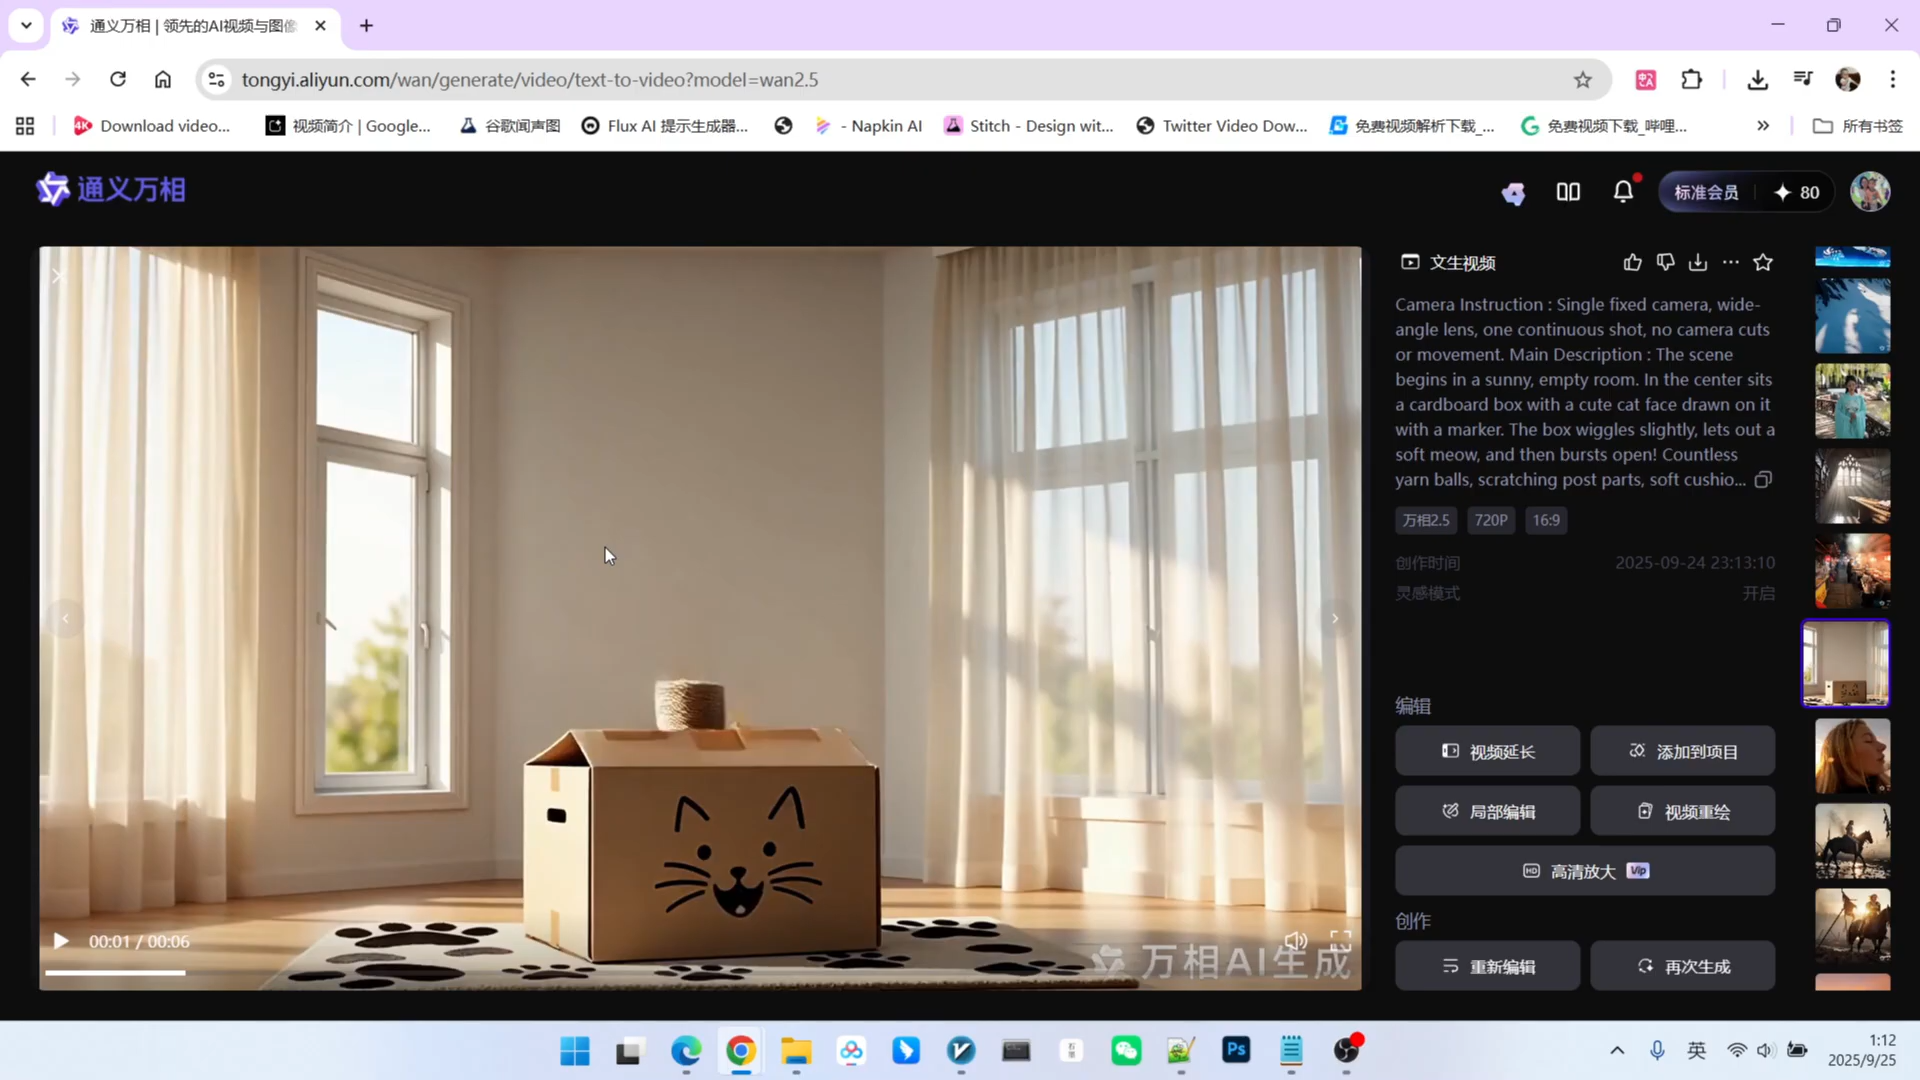 通义万相 | 领先的AI视频与图像
tongyi.aliyun.com/wan/generate/video/text-to-video?model=wan2.5
Download video...
视频简介 | Google...
谷歌闻声图
Flux AI 提示生成器...
- Napkin AI
Stitch - Design wit...
Twitter Video Dow...
免费视频解析下载_...
免费视频下载_哔哩...
所有书签
通义万相
标准会员
80
文生视频
Camera Instruction : Single fixed camera, wide-
angle lens, one continuous shot, no camera cuts
or movement. Main Description : The scene
begins in a sunny, empty room. In the center sits
a cardboard box with a cute cat face drawn on it
with a marker. The box wiggles slightly, lets out a
soft meow, and then bursts open! Countless
yarn balls, scratching post parts, soft cushio...
万相2.5
720P
16:9
创作时间
2025-09-24 23:13:10
灵感模式
开启
编辑
视频延长
添加到项目
局部编辑
视频重绘
HD
高清放大
Vip
创作
重新编辑
再次生成
00:01 / 00:06
万相AI生成
Ps
英
1:12
2025/9/25